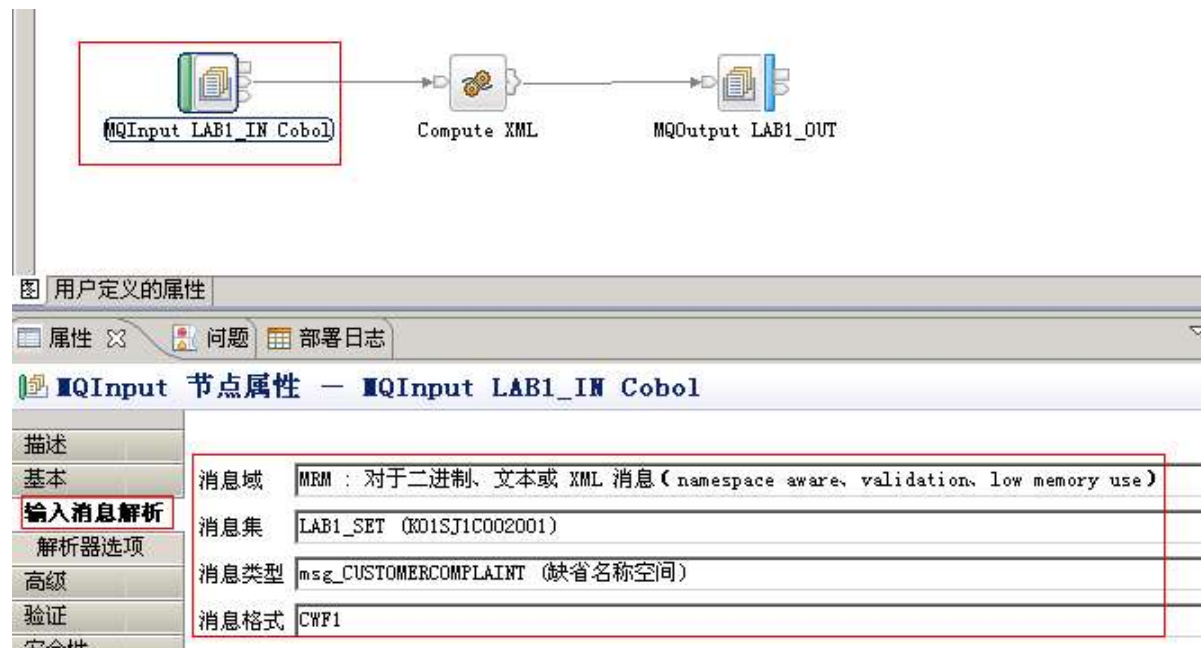 MQInput LAB1_IN Cobol
Compute XML
MQOutput LAB1_OUT
图 用户定义的属性
属性 问题 部署日志
MQInput 节点属性 — MQInput LAB1_IN Cobol
描述
基本
输入消息解析
解析器选项
高级
验证
安全性
消息域 MRM : 对于二进制、文本或 XML 消息(namespace aware、validation、low memory use)
消息集 LAB1_SET (K01SJ1C002001)
消息类型 msg_CUSTOMERCOMPLAINT (缺省名称空间)
消息格式 CWF1